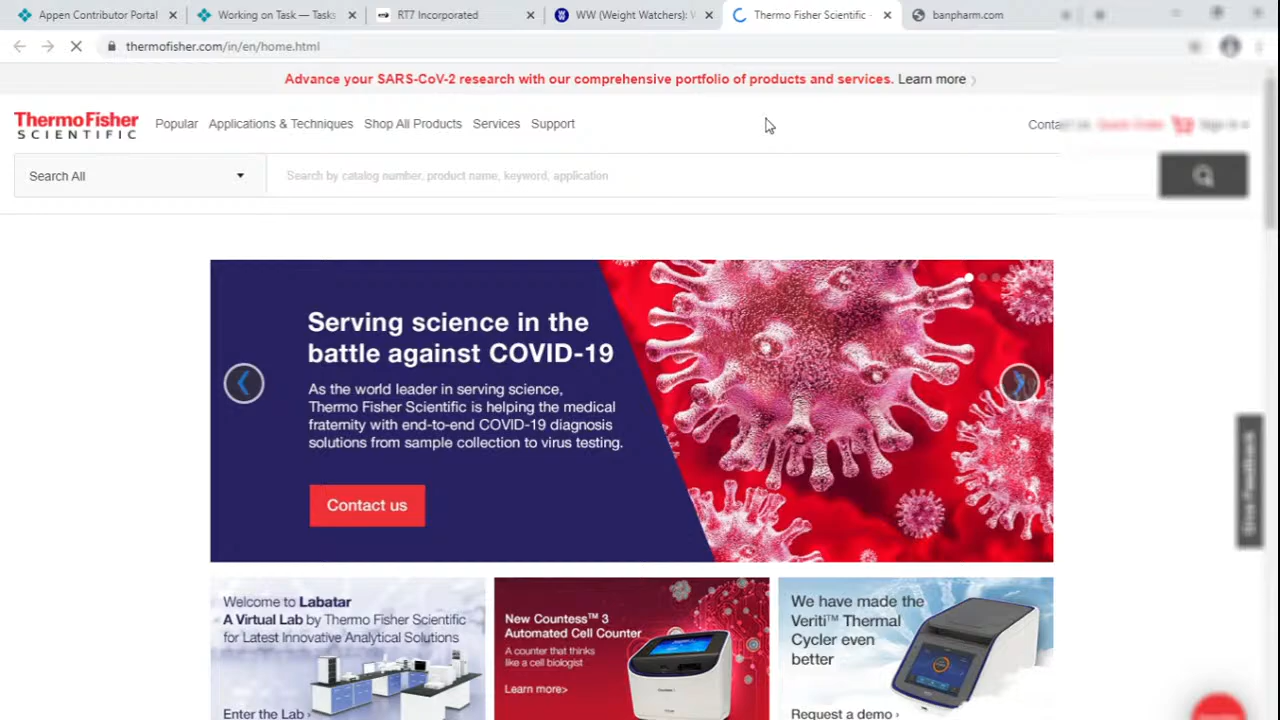 Appen Contributor Portal
Working on Task — Tasks
RT7 Incorporated
WW (Weight Watchers): V
Thermo Fisher Scientific -
banpharm.com
thermofisher.com/in/en/home.html
Advance your SARS-CoV-2 research with our comprehensive portfolio of products and services. Learn more
ThermoFisher
SCIENTIFIC
Popular
Applications & Techniques
Shop All Products
Services
Support
Contact Us
Quick Order
Sign In
Search All
Search by catalog number, product name, keyword, application
Serving science in the
battle against COVID-19
As the world leader in serving science,
Thermo Fisher Scientific is helping the medical
fraternity with end-to-end COVID-19 diagnosis
solutions from sample collection to virus testing.
Contact us
Give Feedback
Welcome to Labatar
A Virtual Lab by Thermo Fisher Scientific
for Latest Innovative Analytical Solutions
Enter the Lab ›
New Countess™ 3
Automated Cell Counter
A counter that thinks
like a cell biologist
Learn more>
We have made the
Veriti™ Thermal
Cycler even
better
Request a demo ›